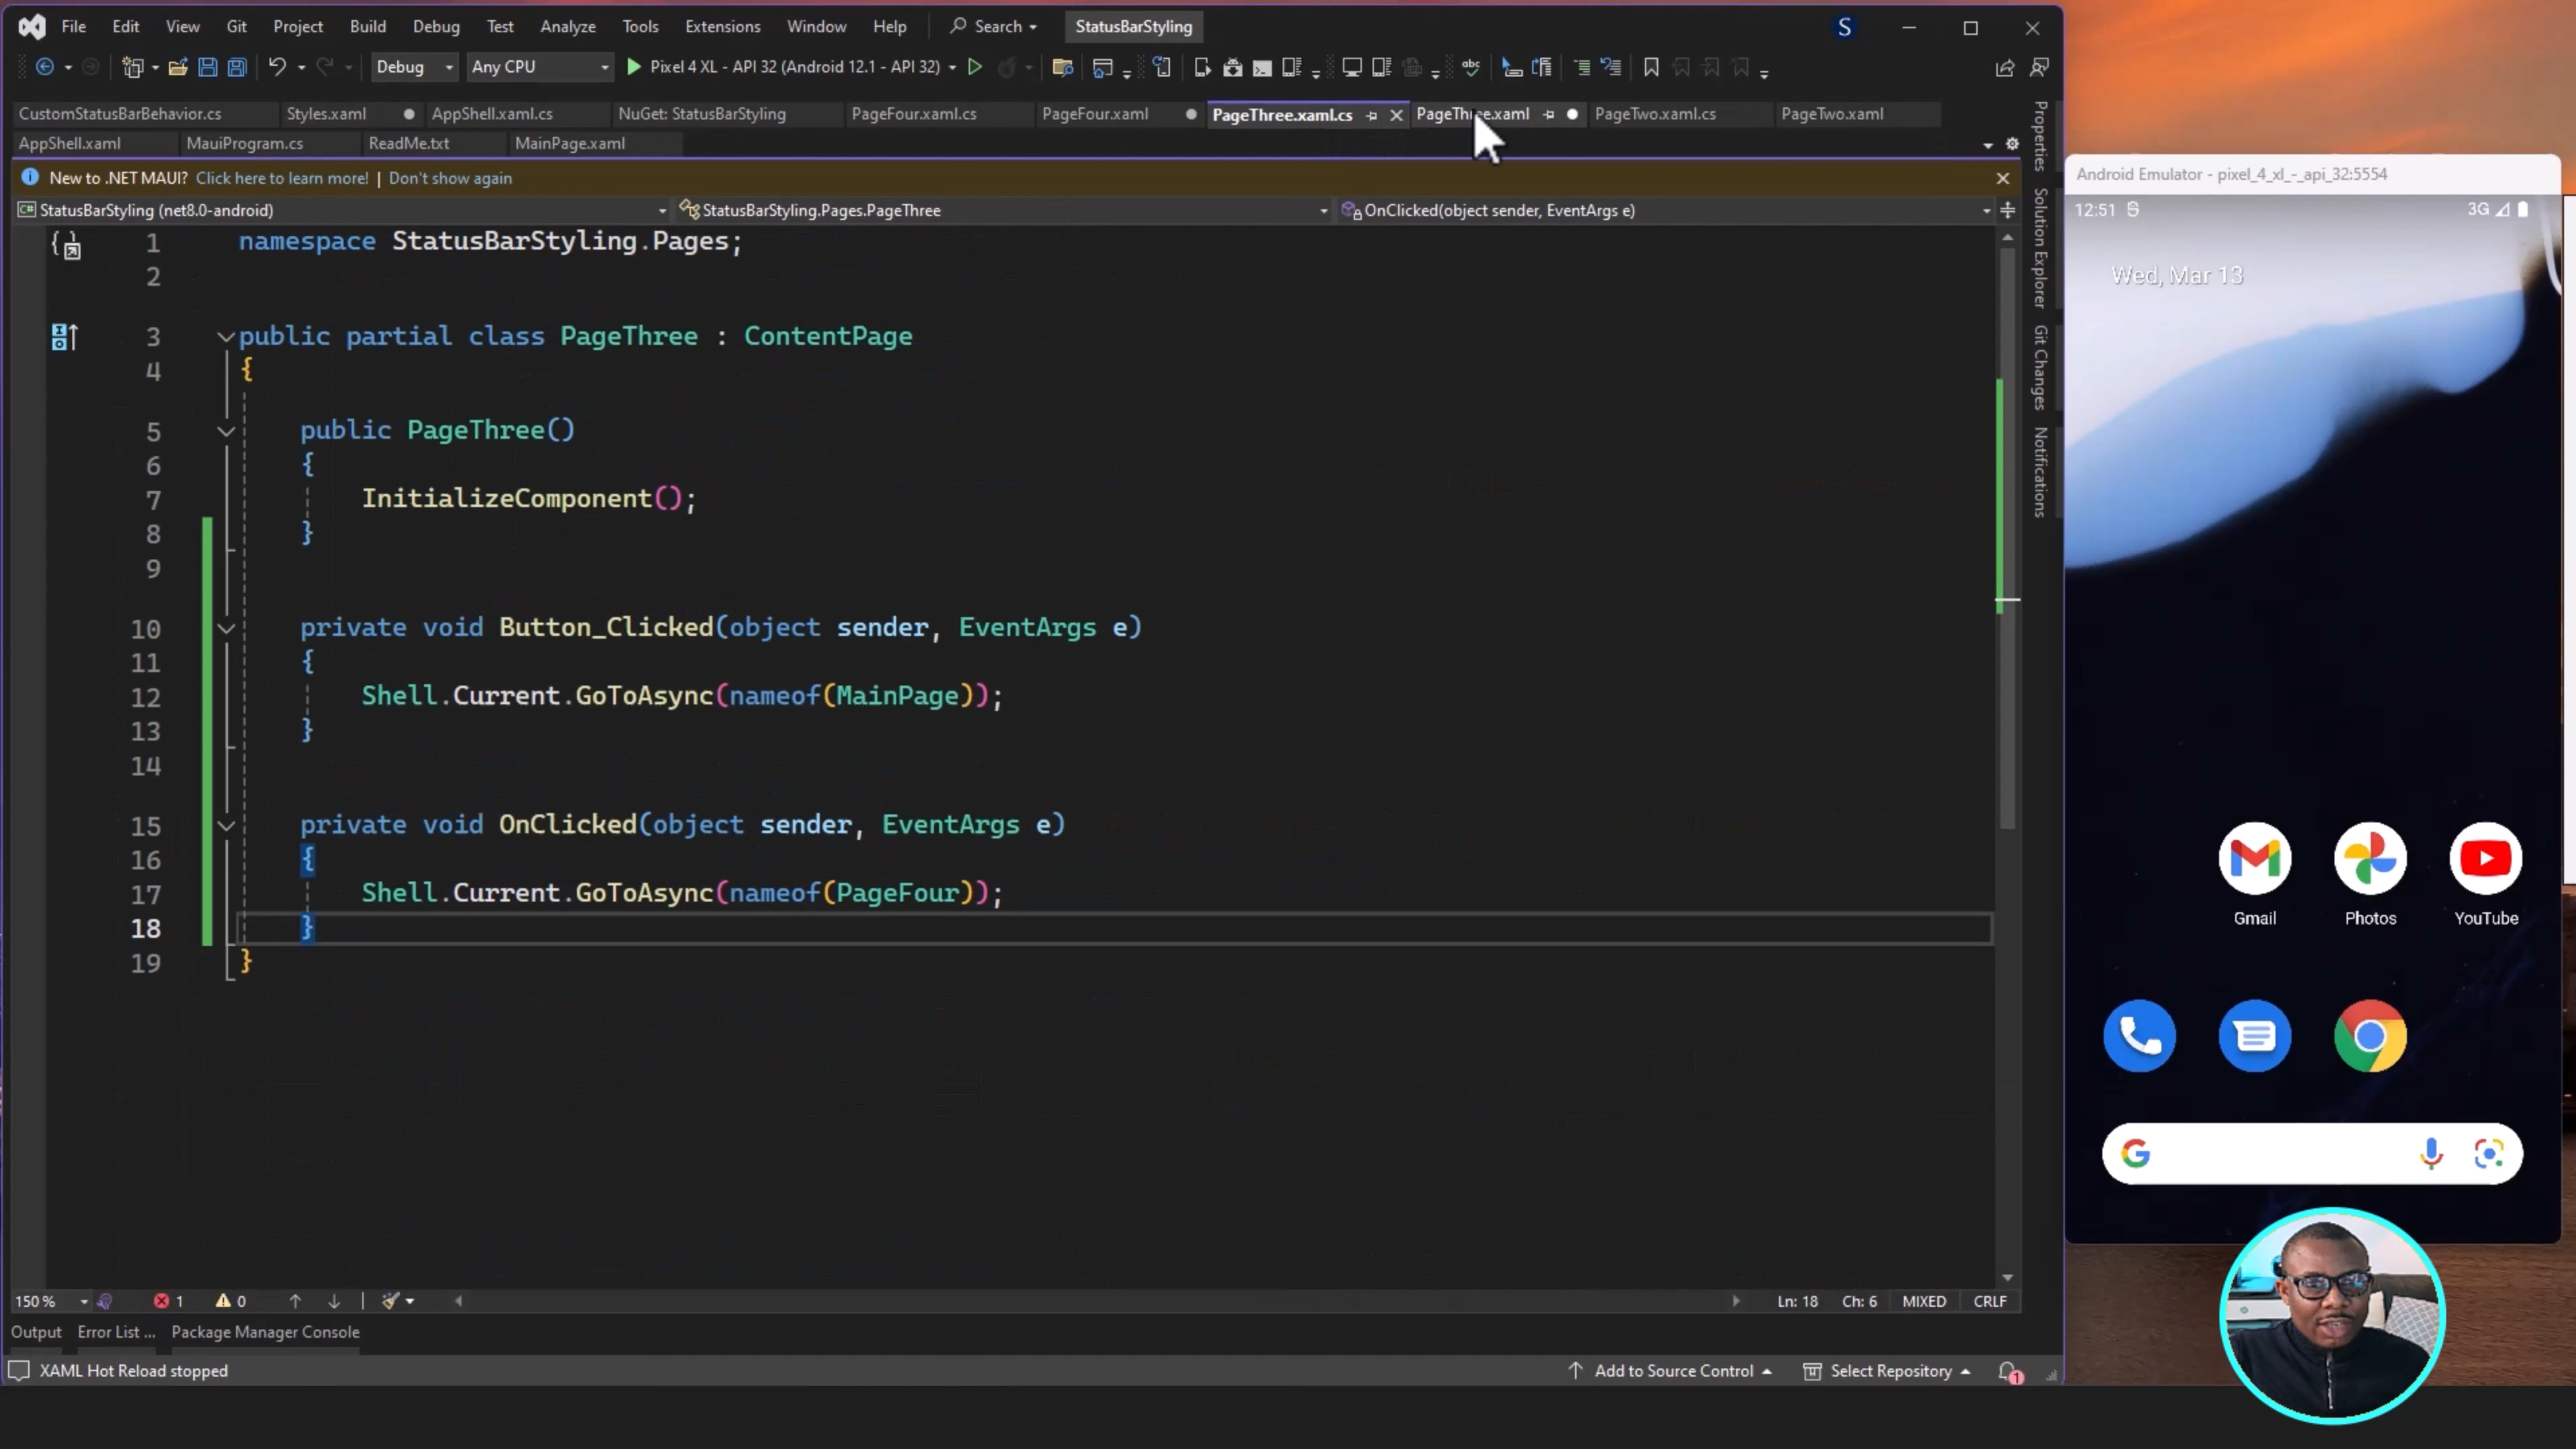 File Edit View Git Project Build Debug Test Analyze Tools Extensions Window Help Search StatusBarStyling S
Debug Any CPU Pixel 4 XL - API 32 (Android 12.1 - API 32)
CustomStatusBarBehavior.cs Styles.xaml AppShell.xaml.cs NuGet: StatusBarStyling PageFour.xaml.cs PageFour.xaml PageThree.xaml.cs PageThree.xaml PageTwo.xaml.cs PageTwo.xaml
AppShell.xaml MauiProgram.cs ReadMe.txt MainPage.xaml
New to .NET MAUI? Click here to learn more! | Don't show again
StatusBarStyling (net8.0-android) StatusBarStyling.Pages.PageThree OnClicked(object sender, EventArgs e)
1 namespace StatusBarStyling.Pages;
2
3 public partial class PageThree : ContentPage
4 {
5 public PageThree()
6 {
7 InitializeComponent();
8 }
9
10 private void Button_Clicked(object sender, EventArgs e)
11 {
12 Shell.Current.GoToAsync(nameof(MainPage));
13 }
14
15 private void OnClicked(object sender, EventArgs e)
16 {
17 Shell.Current.GoToAsync(nameof(PageFour));
18 }
19 }
150 % 1 0 Ln: 18 Ch: 6 MIXED CRLF
Output Error List ... Package Manager Console
XAML Hot Reload stopped Add to Source Control Select Repository 1
Properties
Solution Explorer
Git Changes
Notifications
Android Emulator - pixel_4_xl_-_api_32:5554
12:51 3G
Wed, Mar 13
Gmail Photos YouTube